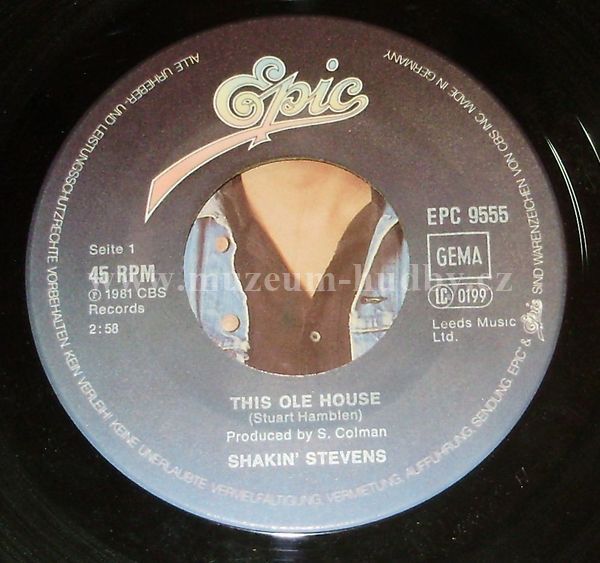 Epic
ALLE URHEBER- UND LEISTUNGSSCHUTZRECHTE VORBEHALTEN. KEIN VERLEIH! KEINE UNERLAUBTE VERVIELFÄLTIGUNG, VERMIETUNG, AUFFÜHRUNG, SENDUNG. EPIC & Epic SIND WARENZEICHEN VON CBS INC. MADE IN GERMANY
Seite 1
45 RPM
℗ 1981 CBS
Records
2:58
EPC 9555
GEMA
LC 0199
Leeds Music
Ltd.
www.muzeum-hudby.cz
THIS OLE HOUSE
(Stuart Hamblen)
Produced by S. Colman
SHAKIN' STEVENS